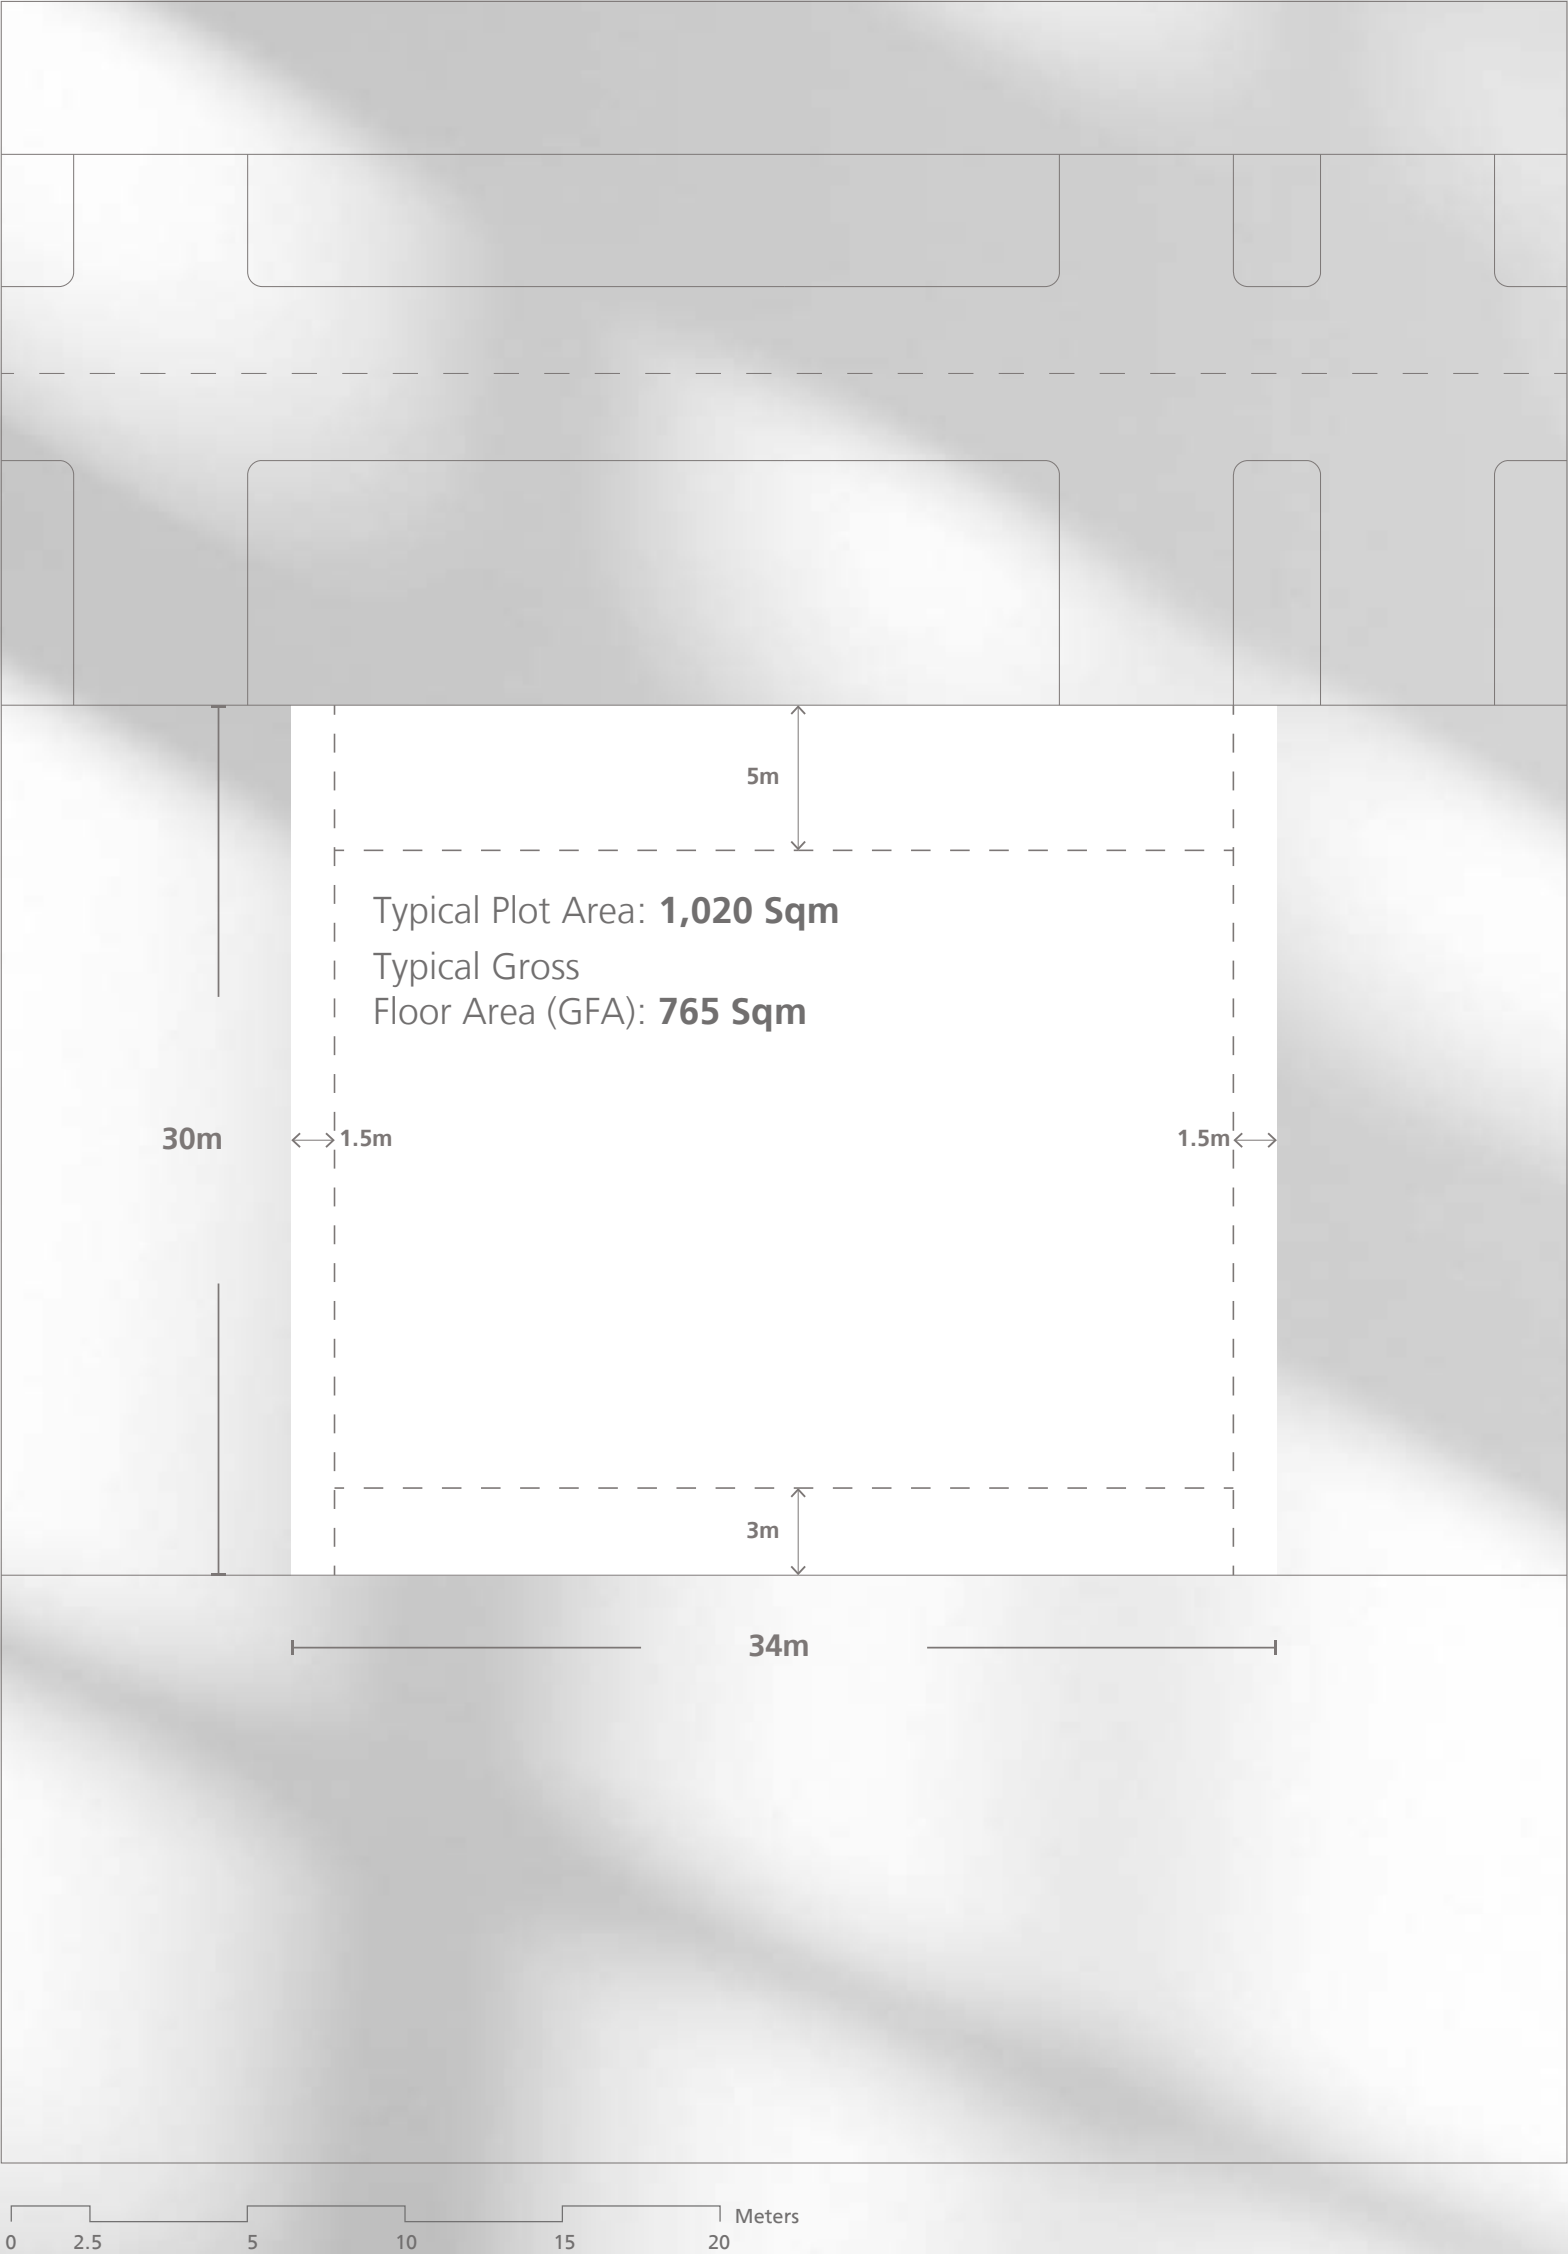 5m
Typical Plot Area: 1,020 Sqm
Typical Gross
Floor Area (GFA): 765 Sqm
30m
1.5m
1.5m
3m
34m
Meters
0 2.5 5 10 15 20